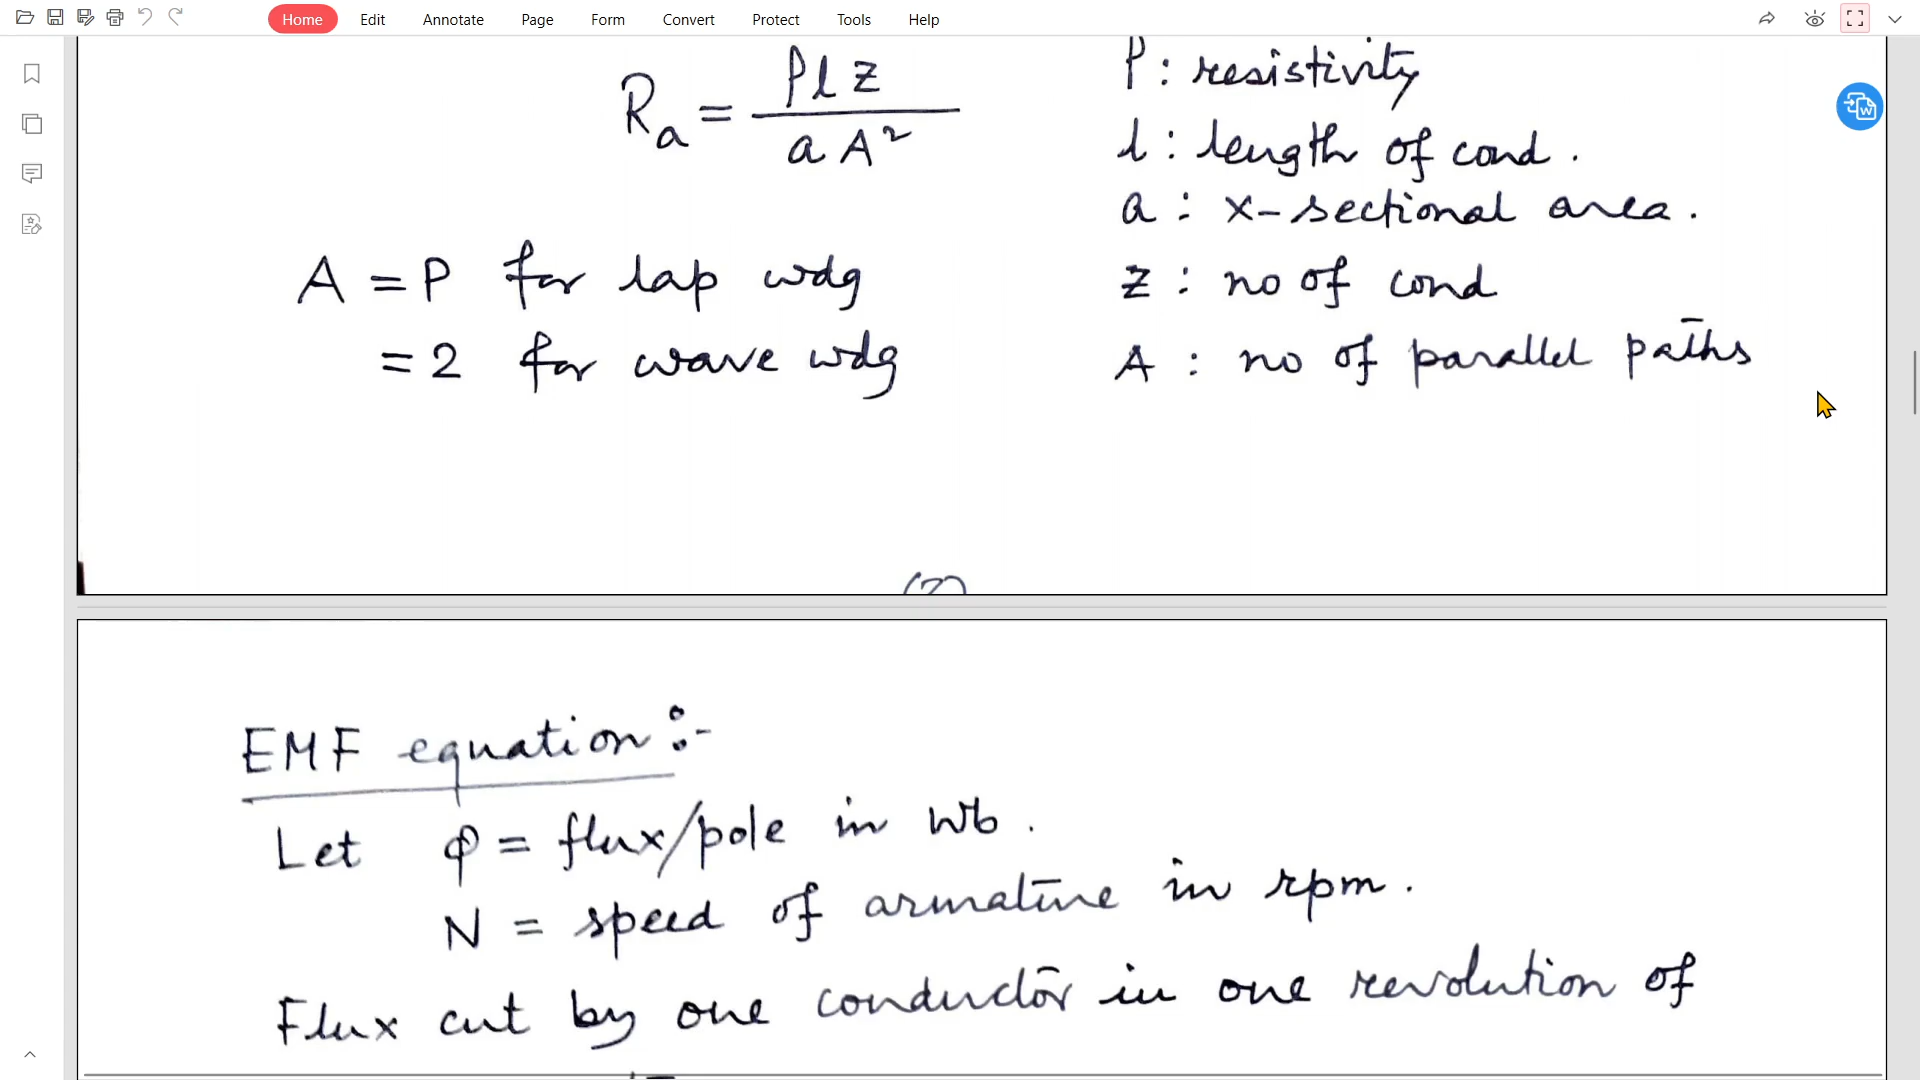 Home Edit Annotate Page Form Convert Protect Tools Help
Ra = ρlz / aA²
ρ : resistivity
l : length of cond .
a : x-sectional area .
z : no of cond
A : no of parallel paths
A = P for lap wdg
= 2 for wave wdg
EMF equation :-
Let φ = flux/pole in wb .
N = speed of armature in rpm .
Flux cut by one conductor in one revolution of